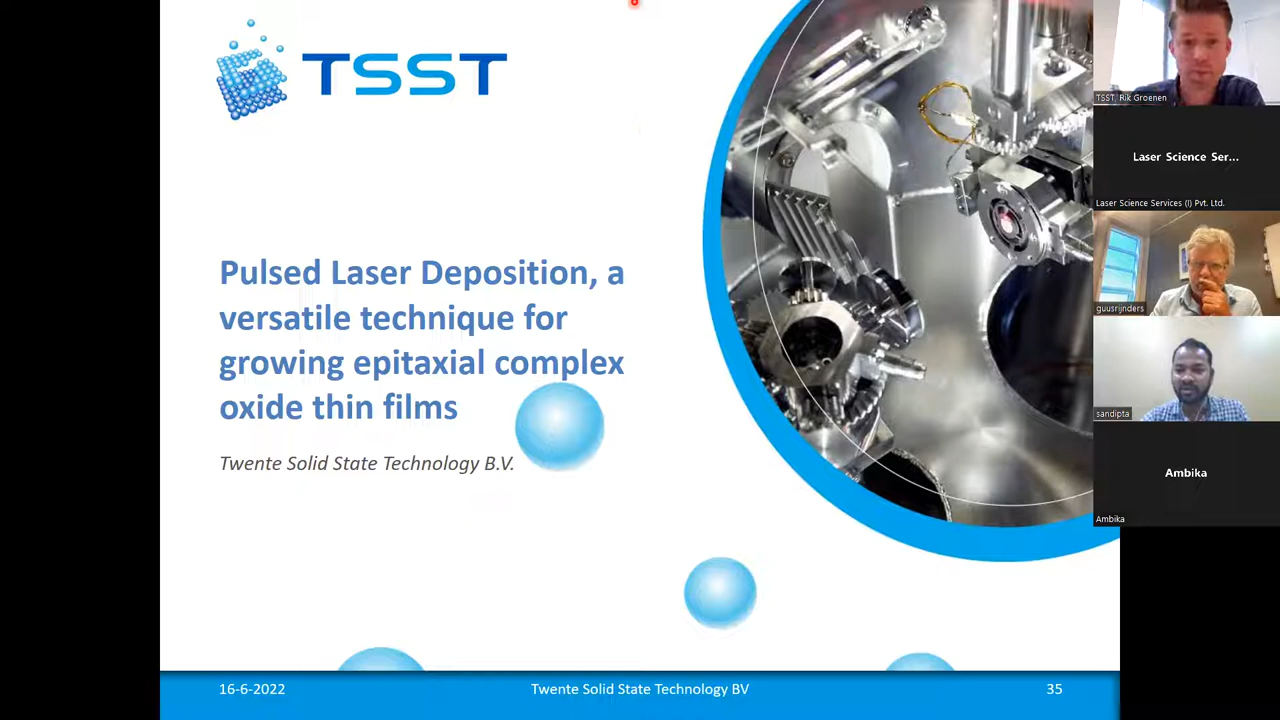 TSST
Pulsed Laser Deposition, a
versatile technique for
growing epitaxial complex
oxide thin films
Twente Solid State Technology B.V.
16-6-2022
Twente Solid State Technology BV
35
TSST, Rik Groenen
Laser Science Ser...
Laser Science Services (I) Pvt. Ltd.
guusrijnders
sandipta
Ambika
Ambika